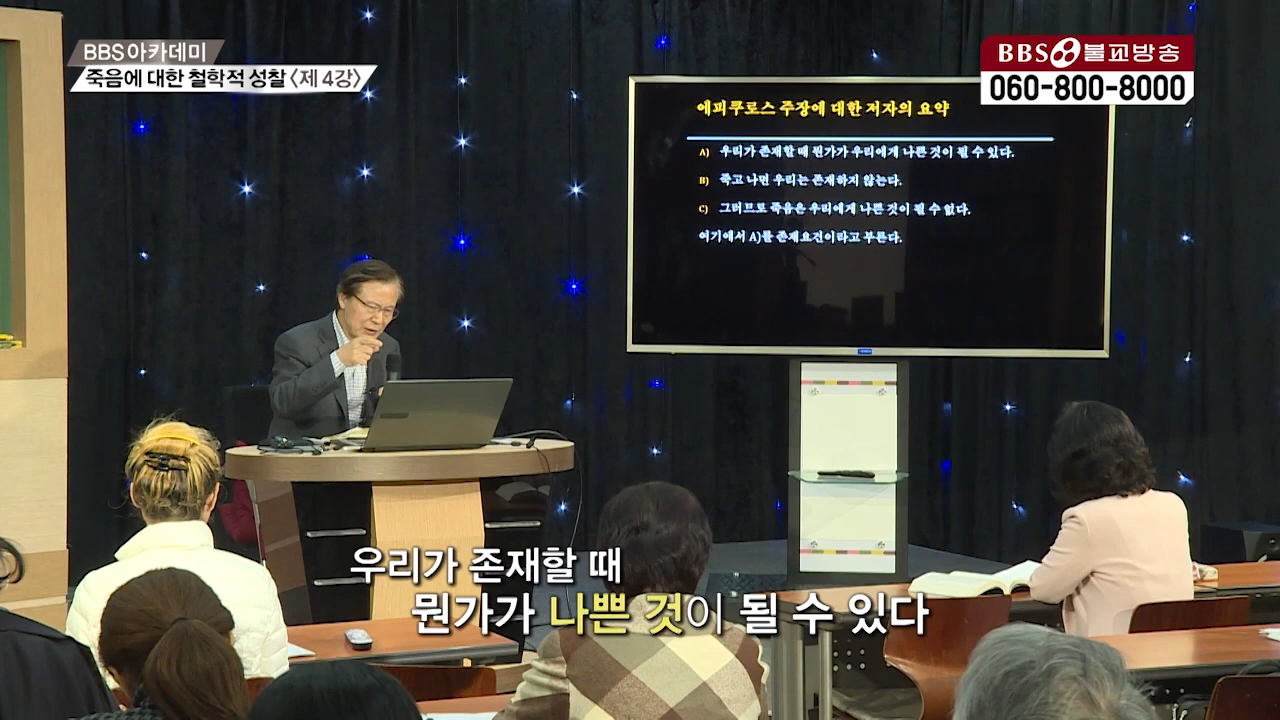 BBS아카데미
죽음에 대한 철학적 성찰〈제 4강〉
BBS 불교방송
060-800-8000
에피쿠로스 주장에 대한 저자의 요약
A) 우리가 존재할 때 뭔가가 우리에게 나쁜 것이 될 수 있다.
B) 죽고 나면 우리는 존재하지 않는다.
C) 그러므로 죽음은 우리에게 나쁜 것이 될 수 없다.
여기에서 A)를 존재요건이라고 부른다.
우리가 존재할 때
뭔가가 나쁜 것이 될 수 있다